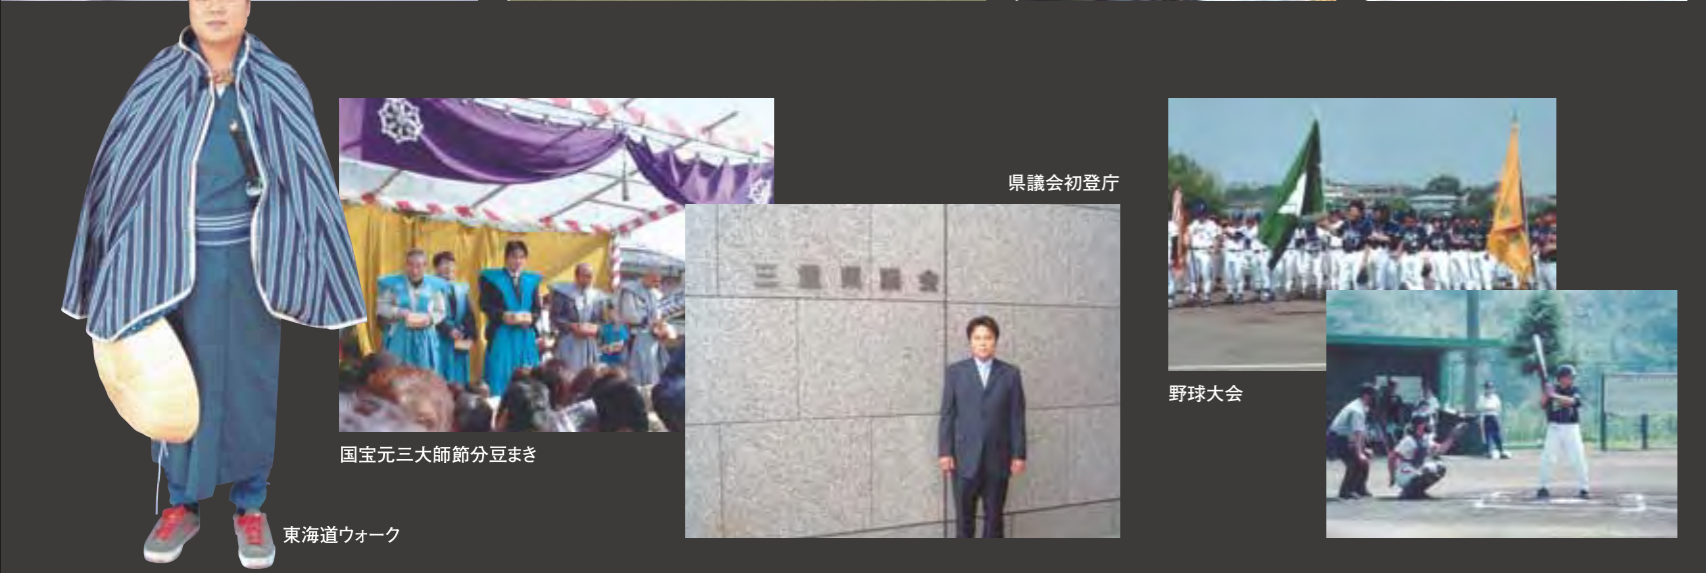 県議会初登庁
三重県議会
野球大会
国宝元三大師節分豆まき
東海道ウォーク